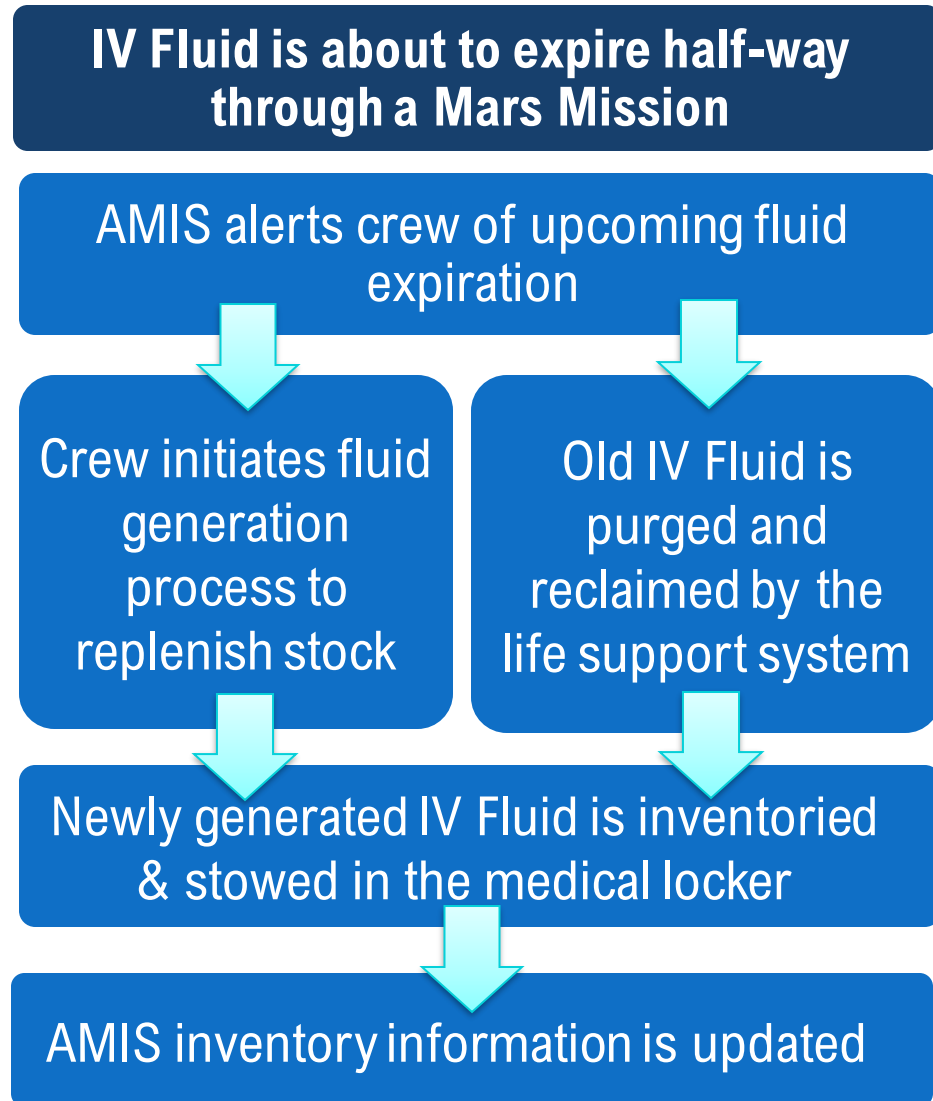 IV Fluid is about to expire half-way
through a Mars Mission
AMIS alerts crew of upcoming fluid
expiration
Crew initiates fluid
generation
process to
replenish stock
Old IV Fluid is
purged and
reclaimed by the
life support system
Newly generated IV Fluid is inventoried
& stowed in the medical locker
AMIS inventory information is updated